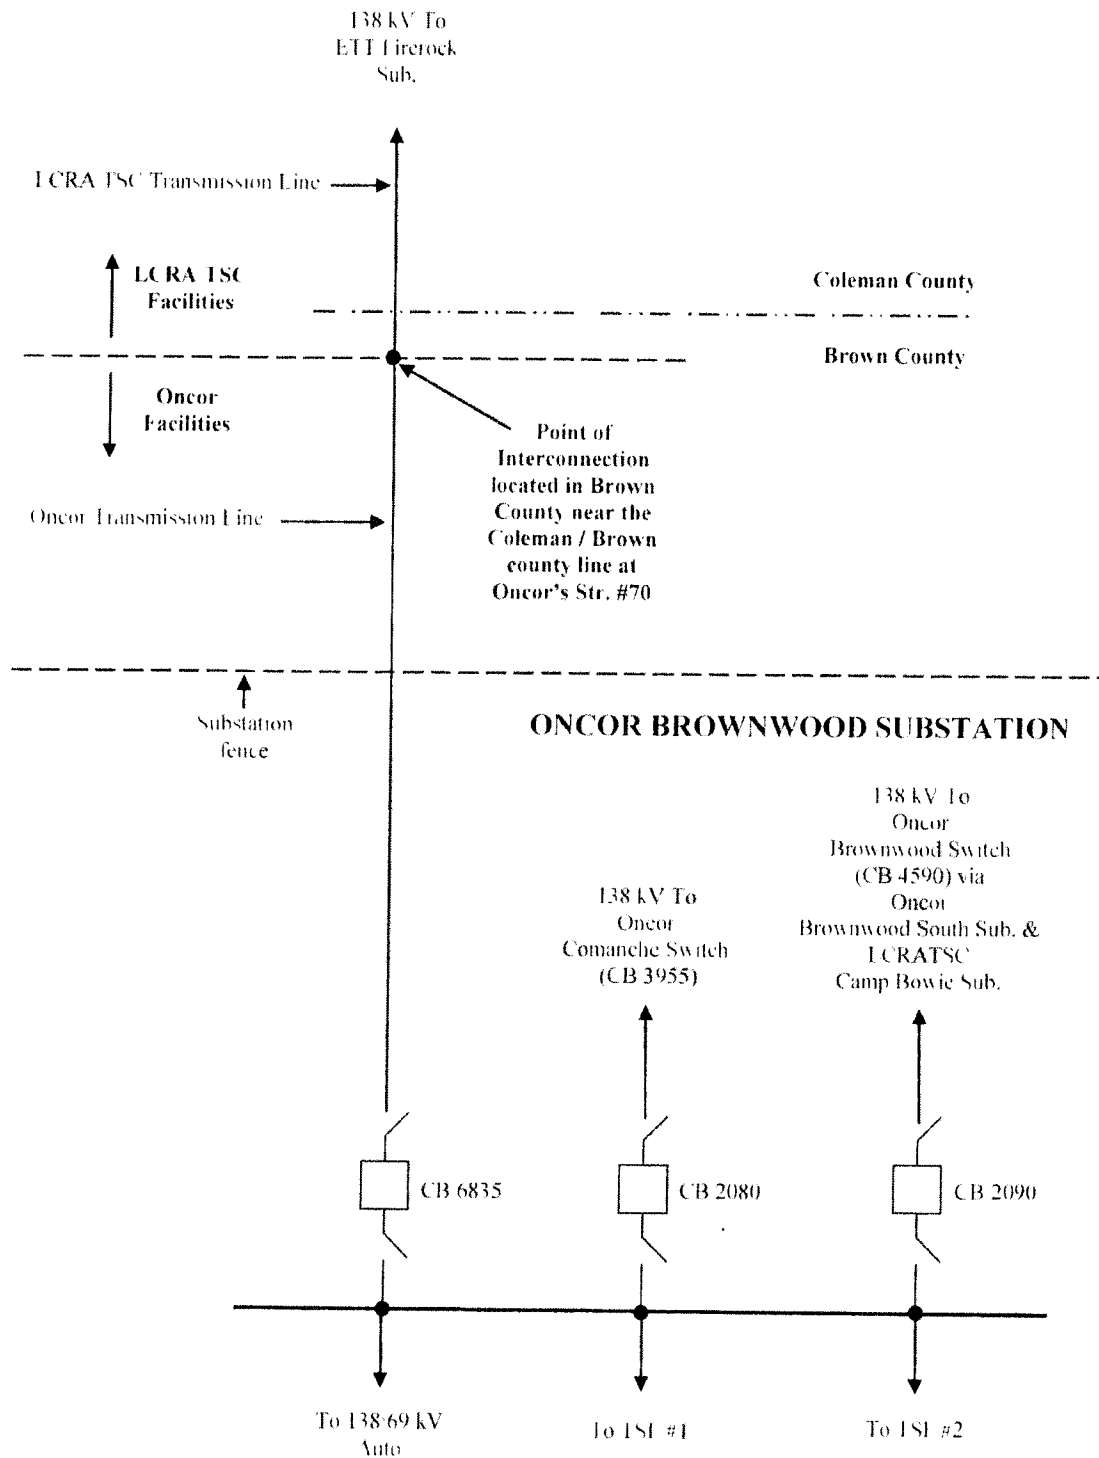 138 kV To
ETT Firerock
Sub.
LCRA TSC Transmission Line
LCRA TSC
Facilities
Coleman County
Brown County
Oncor
Facilities
Point of
Interconnection
located in Brown
County near the
Coleman / Brown
county line at
Oncor's Str. #70
Oncor Transmission Line
Substation
fence
ONCOR BROWNWOOD SUBSTATION
138 kV To
Oncor
Brownwood Switch
(CB 4590) via
Oncor
Brownwood South Sub. &
LCRATSC
Camp Bowie Sub.
138 kV To
Oncor
Comanche Switch
(CB 3955)
CB 6835
CB 2080
CB 2090
To 138/69 kV
Auto
To #1
To #2